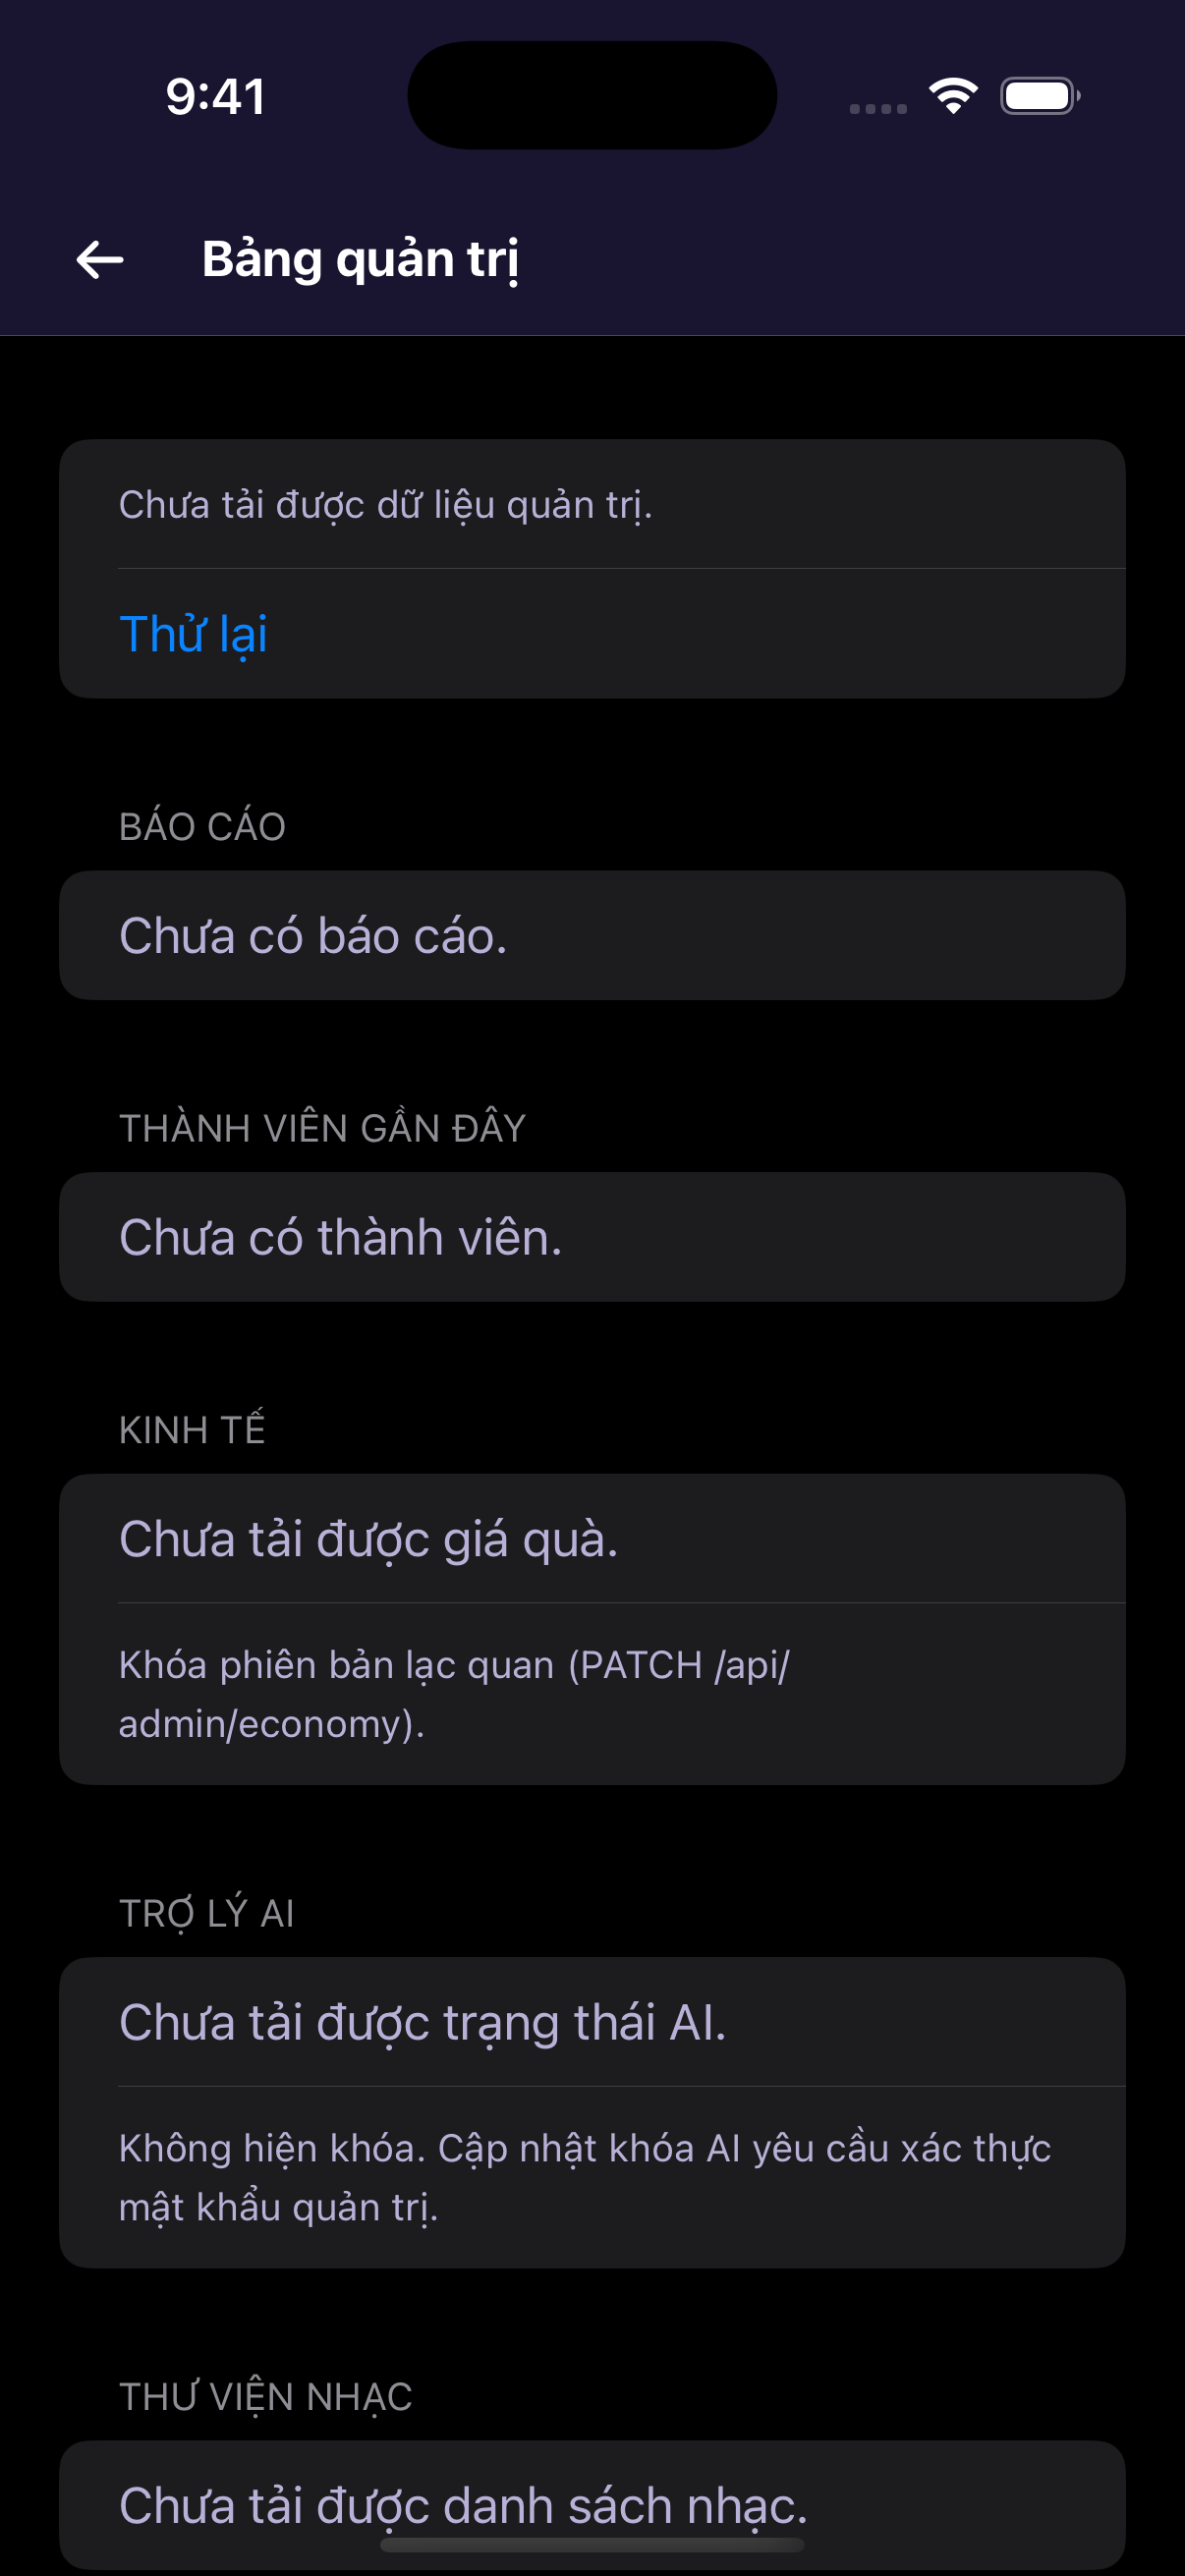 9:41
Bảng quản trị
Chưa tải được dữ liệu quản trị.
Thử lại
BÁO CÁO
Chưa có báo cáo.
THÀNH VIÊN GẦN ĐÂY
Chưa có thành viên.
KINH TẾ
Chưa tải được giá quà.
Khóa phiên bản lạc quan (PATCH /api/
admin/economy).
TRỢ LÝ AI
Chưa tải được trạng thái AI.
Không hiện khóa. Cập nhật khóa AI yêu cầu xác thực
mật khẩu quản trị.
THƯ VIỆN NHẠC
Chưa tải được danh sách nhạc.